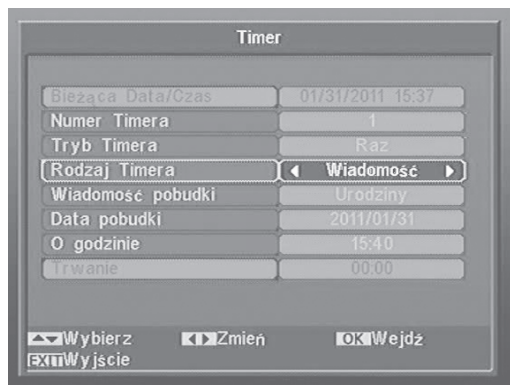 Timer
Bieżąca Data/Czas 01/31/2011 15:37
Numer Timera 1
Tryb Timera Raz
Rodzaj Timera Wiadomość
Wiadomość pobudki Urodziny
Data pobudki 2011/01/31
O godzinie 15:40
Trwanie 00:00
Wybierz Zmień OK Wejdź
EXIT Wyjście